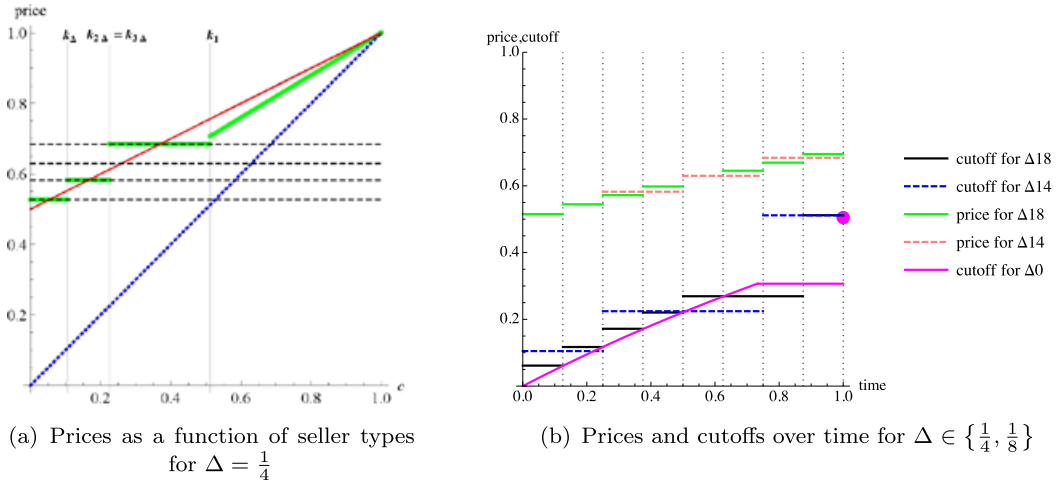 price
1.0
k_Δ k_{2Δ} = k_{3Δ} k_1
0.8
0.6
0.4
0.2
0.2 0.4 0.6 0.8 1.0
c
(a) Prices as a function of seller types
for Δ = 1/4
price,cutoff
1.0
0.8
0.6
0.4
0.2
0.0 0.2 0.4 0.6 0.8 1.0
time
cutoff for Δ18
cutoff for Δ14
price for Δ18
price for Δ14
cutoff for Δ0
(b) Prices and cutoffs over time for Δ ∈ {1/4, 1/8}